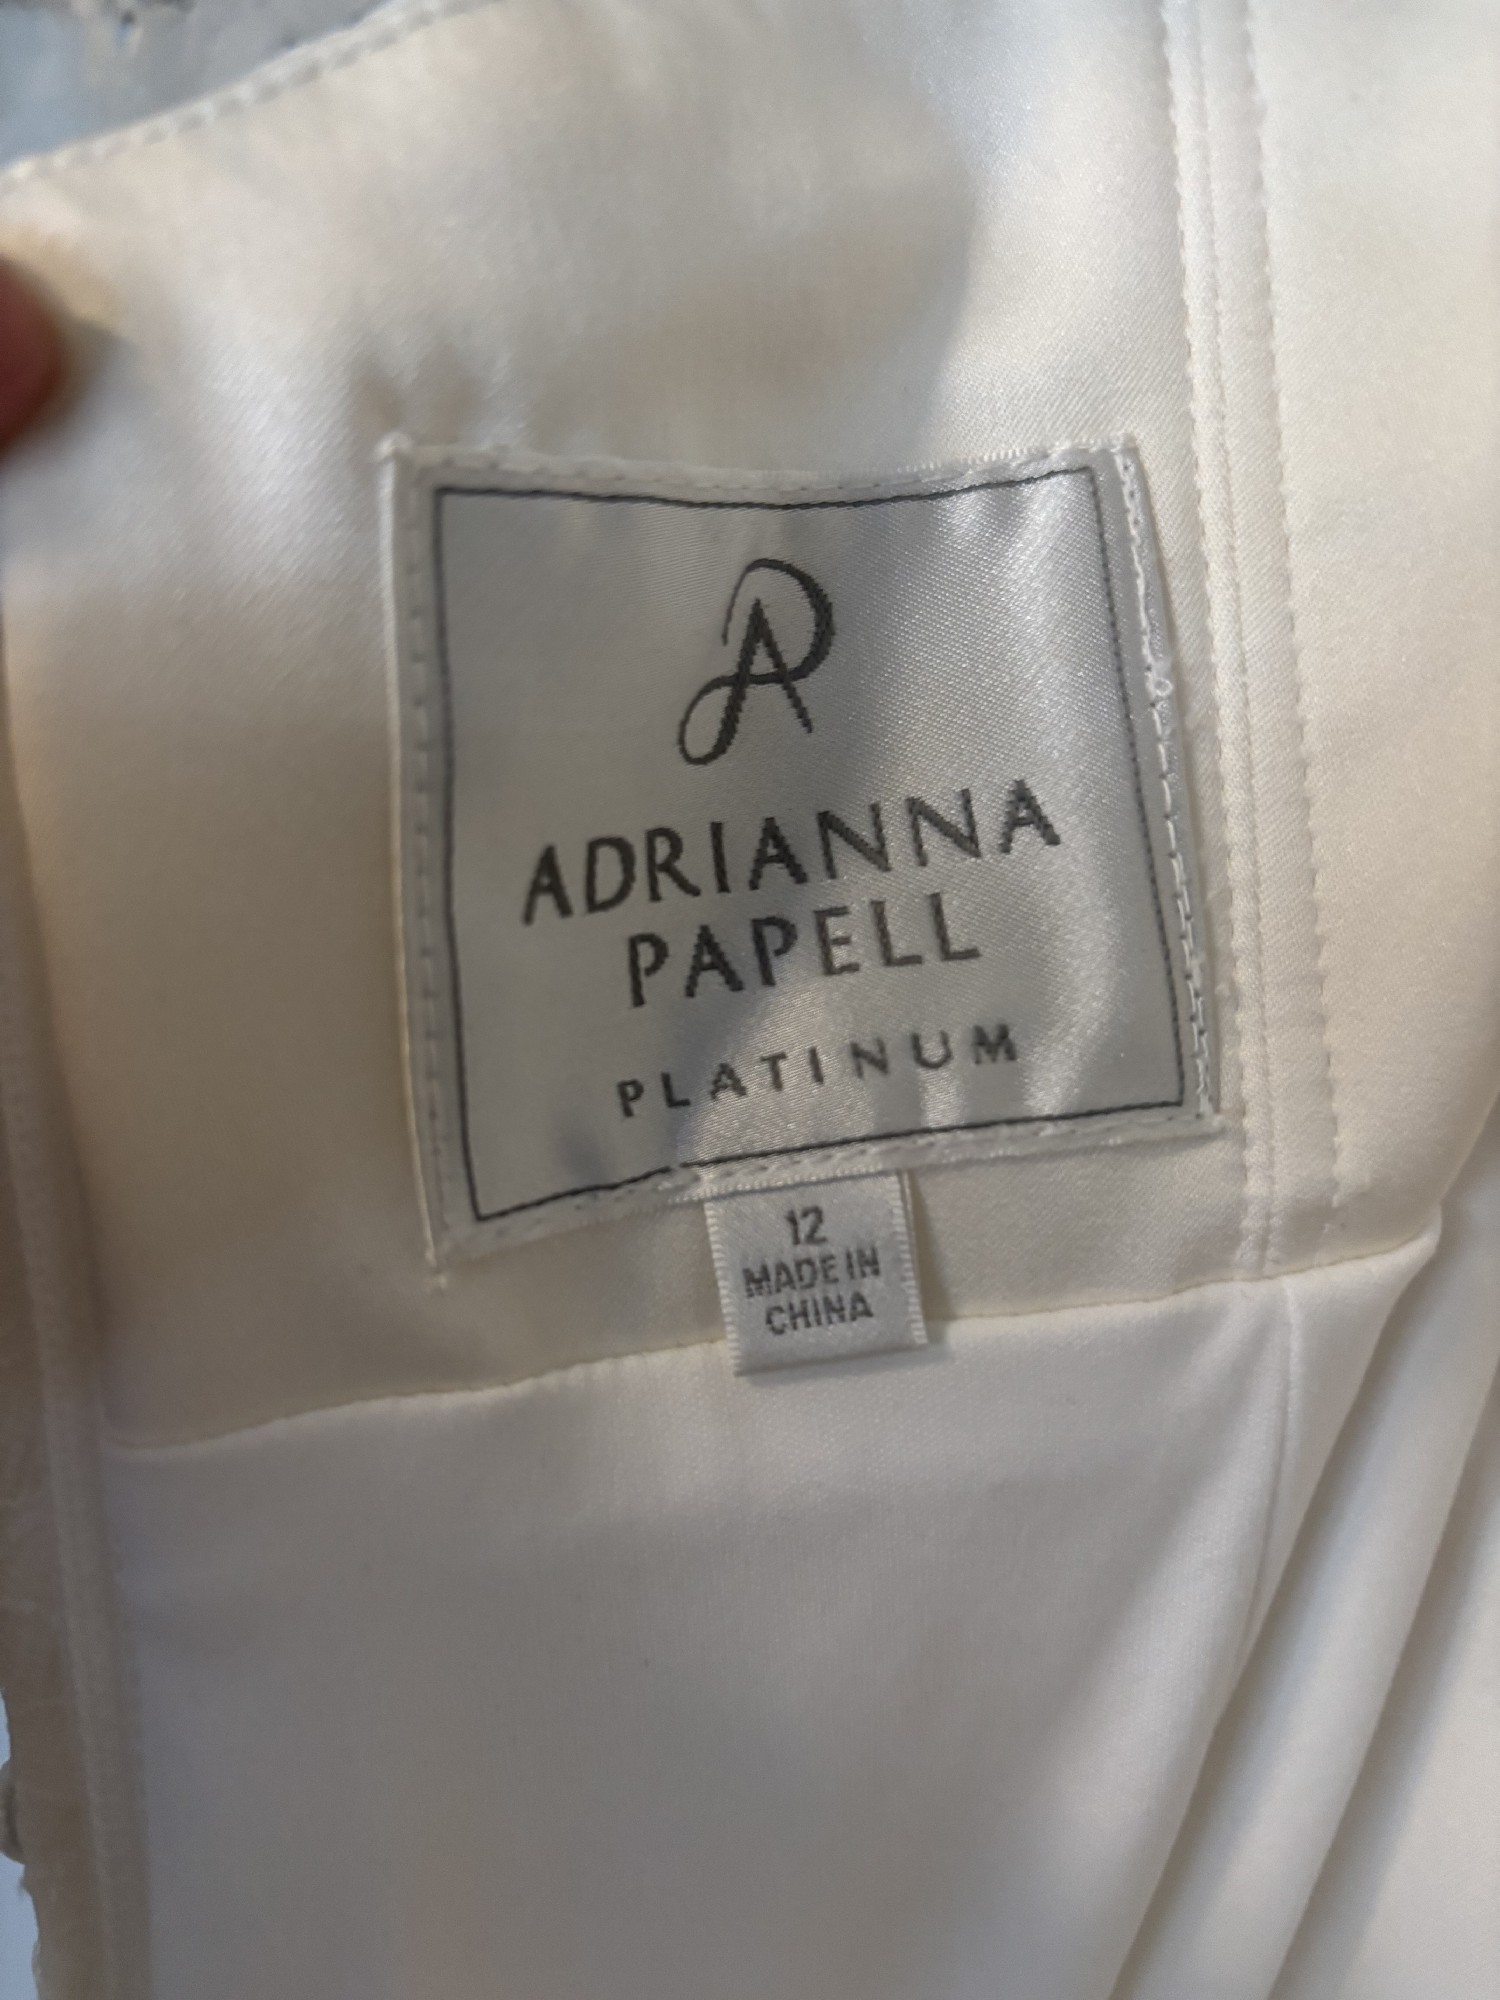 AP
ADRIANNA
PAPELL
PLATINUM
12
MADE IN
CHINA